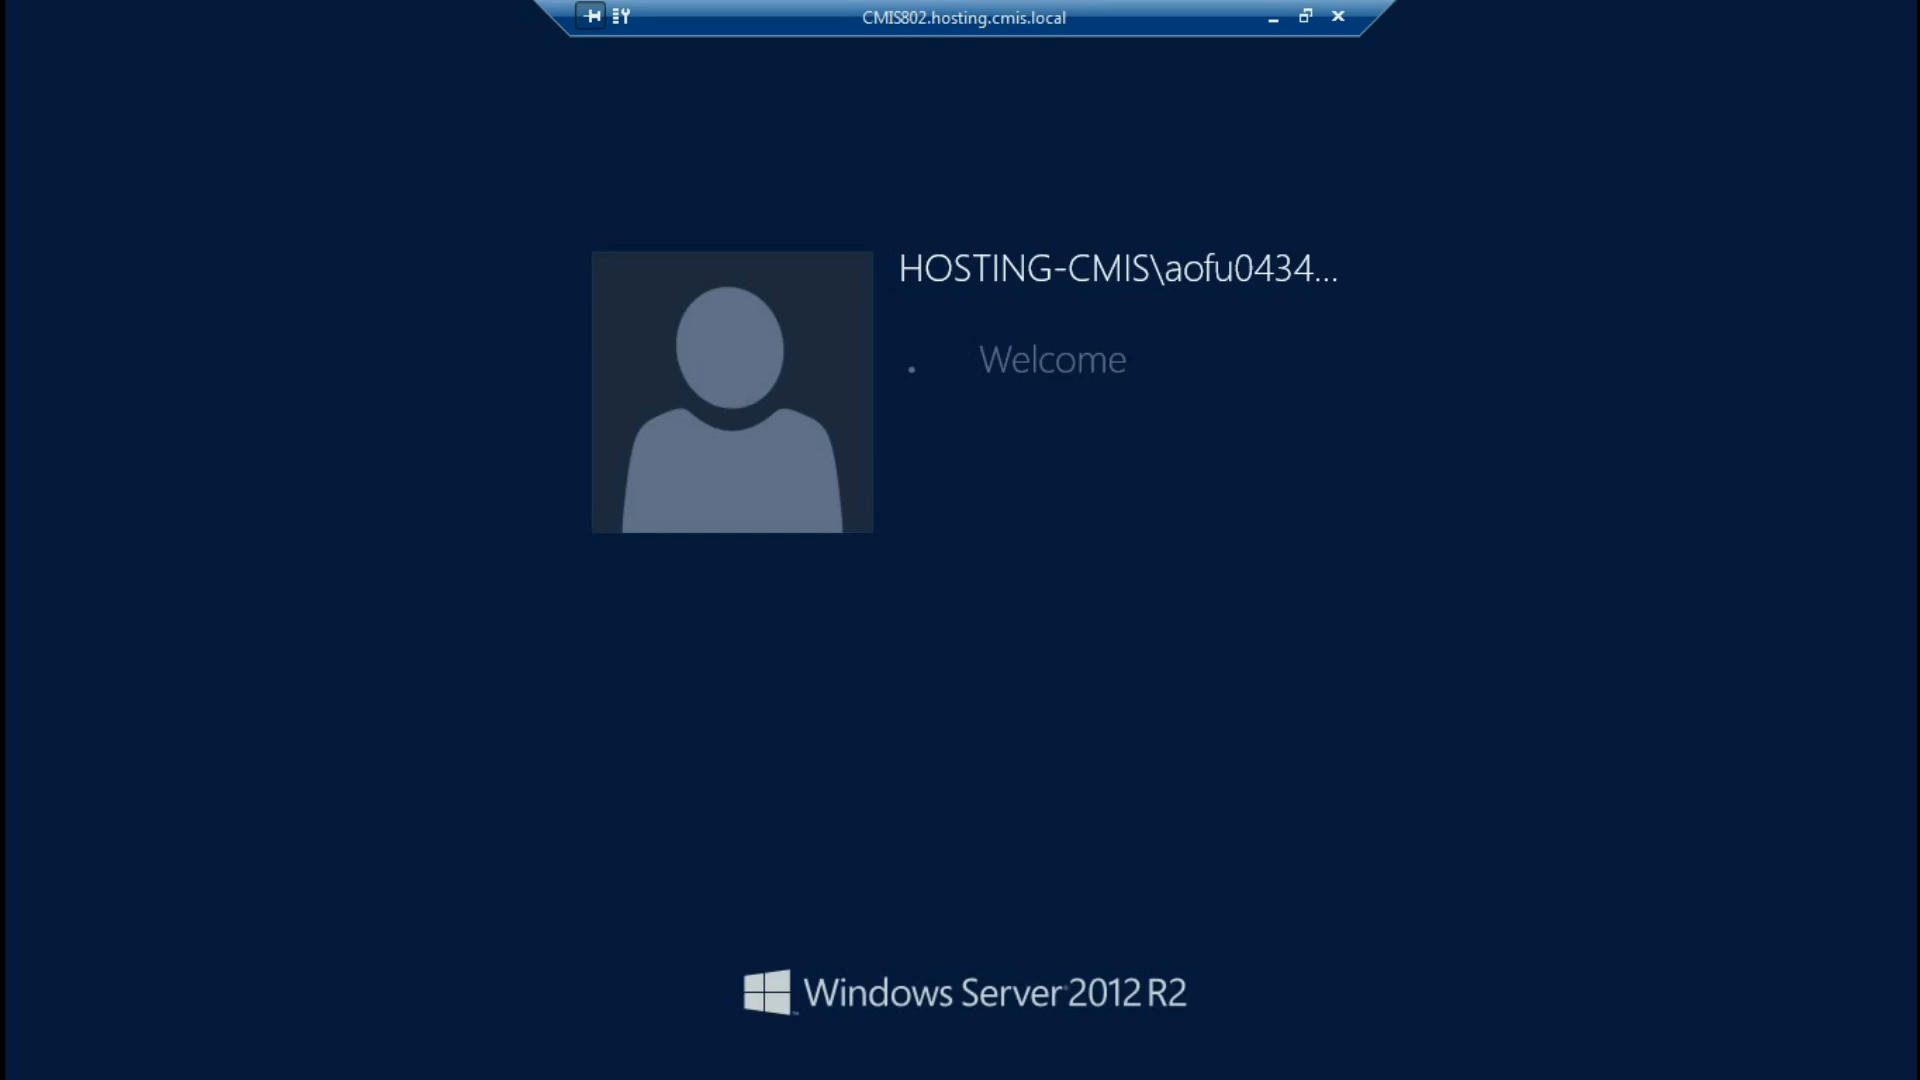 CMIS802.hosting.cmis.local
HOSTING-CMIS\aofu0434...
Welcome
Windows Server 2012 R2